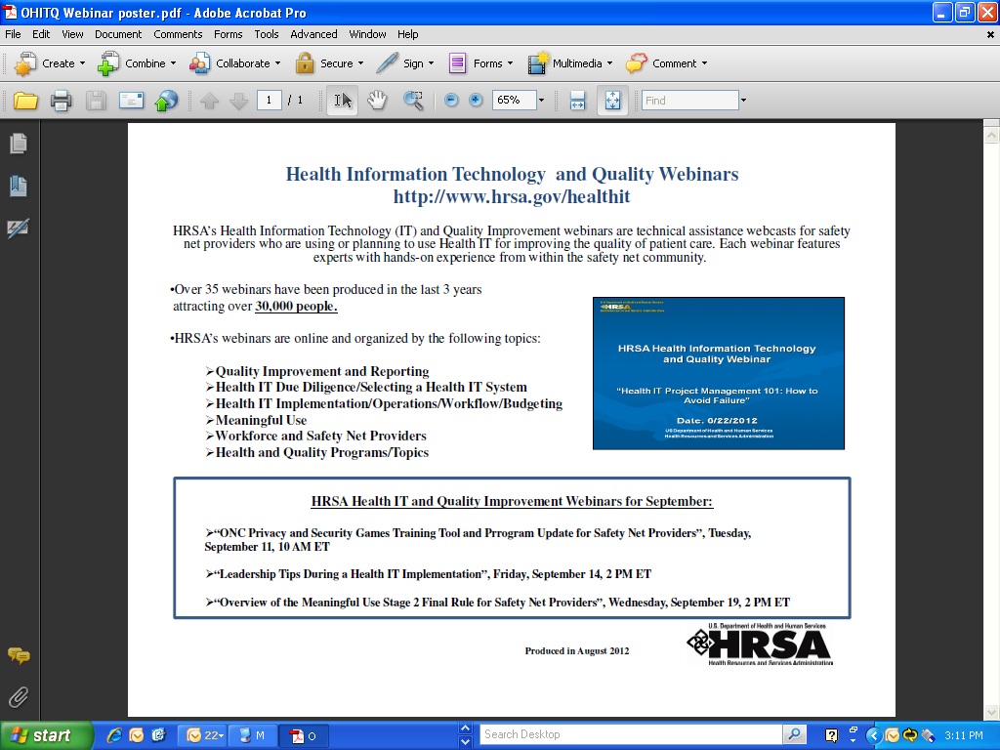 OHITQ Webinar poster.pdf - Adobe Acrobat Pro
File Edit View Document Comments Forms Tools Advanced Window Help
Create Combine Collaborate Secure Sign Forms Multimedia Comment
1 / 1 65% Find
Health Information Technology and Quality Webinars
http://www.hrsa.gov/healthit
HRSA's Health Information Technology (IT) and Quality Improvement webinars are technical assistance webcasts for safety
net providers who are using or planning to use Health IT for improving the quality of patient care. Each webinar features
experts with hands-on experience from within the safety net community.
•Over 35 webinars have been produced in the last 3 years
attracting over 30,000 people.
•HRSA's webinars are online and organized by the following topics:
➢Quality Improvement and Reporting
➢Health IT Due Diligence/Selecting a Health IT System
➢Health IT Implementation/Operations/Workflow/Budgeting
➢Meaningful Use
➢Workforce and Safety Net Providers
➢Health and Quality Programs/Topics
HRSA
HRSA Health Information Technology
and Quality Webinar
"Health IT Project Management 101: How to
Avoid Failure"
Date. 6/22/2012
US Department of Health and Human Services
Health Resources and Services Administration
HRSA Health IT and Quality Improvement Webinars for September:
➢"ONC Privacy and Security Games Training Tool and Prrogram Update for Safety Net Providers", Tuesday,
September 11, 10 AM ET
➢"Leadership Tips During a Health IT Implementation", Friday, September 14, 2 PM ET
➢"Overview of the Meaningful Use Stage 2 Final Rule for Safety Net Providers", Wednesday, September 19, 2 PM ET
Produced in August 2012
U.S. Department of Health and Human Services
HRSA
Health Resources and Services Administration
start 22 M O Search Desktop 3:11 PM